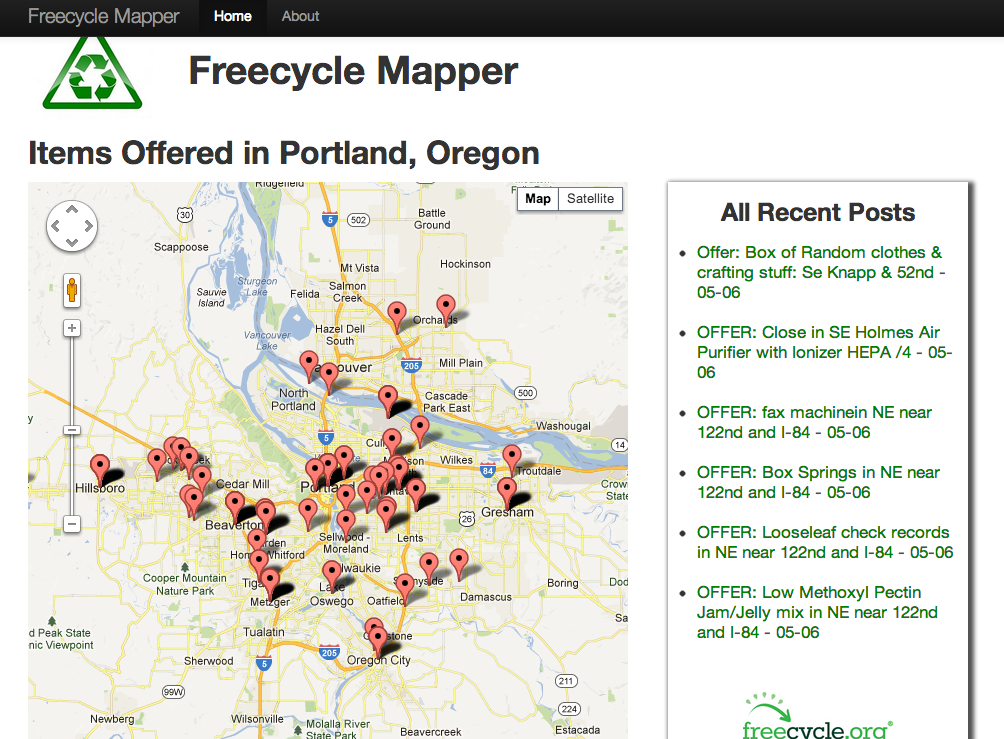 Freecycle Mapper
Home
About
Freecycle Mapper
Items Offered in Portland, Oregon
Map
Satellite
Ridgefield
5
502
30
Battle
Ground
Scappoose
Hockinson
Mt Vista
Sturgeon
Lake
Sauvie
Island
Felida
Salmon
Creek
Orchards
Hazel Dell
South
Vancouver
Lake
Mill Plain
205
North
Portland
Cascade
Park East
500
Washougal
5
14
Wilkes
84
Troutdale
Hillsboro
Cedar Mill
Portland
26
Gresham
Beaverton
Sellwood -
Moreland
Lents
Whitford
Cooper Mountain
Nature Park
Metzger
Lake
Oswego
Oatfield
Damascus
Boring
d Peak State
nic Viewpoint
Tualatin
Sherwood
5
205
Oregon City
99W
211
224
Newberg
Wilsonville
Molalla River
State Park
Beavercreek
Estacada
All Recent Posts
Offer: Box of Random clothes &
crafting stuff: Se Knapp & 52nd -
05-06
OFFER: Close in SE Holmes Air
Purifier with Ionizer HEPA /4 - 05-
06
OFFER: fax machinein NE near
122nd and I-84 - 05-06
OFFER: Box Springs in NE near
122nd and I-84 - 05-06
OFFER: Looseleaf check records
in NE near 122nd and I-84 - 05-06
OFFER: Low Methoxyl Pectin
Jam/Jelly mix in NE near 122nd
and I-84 - 05-06
freecycle.org®